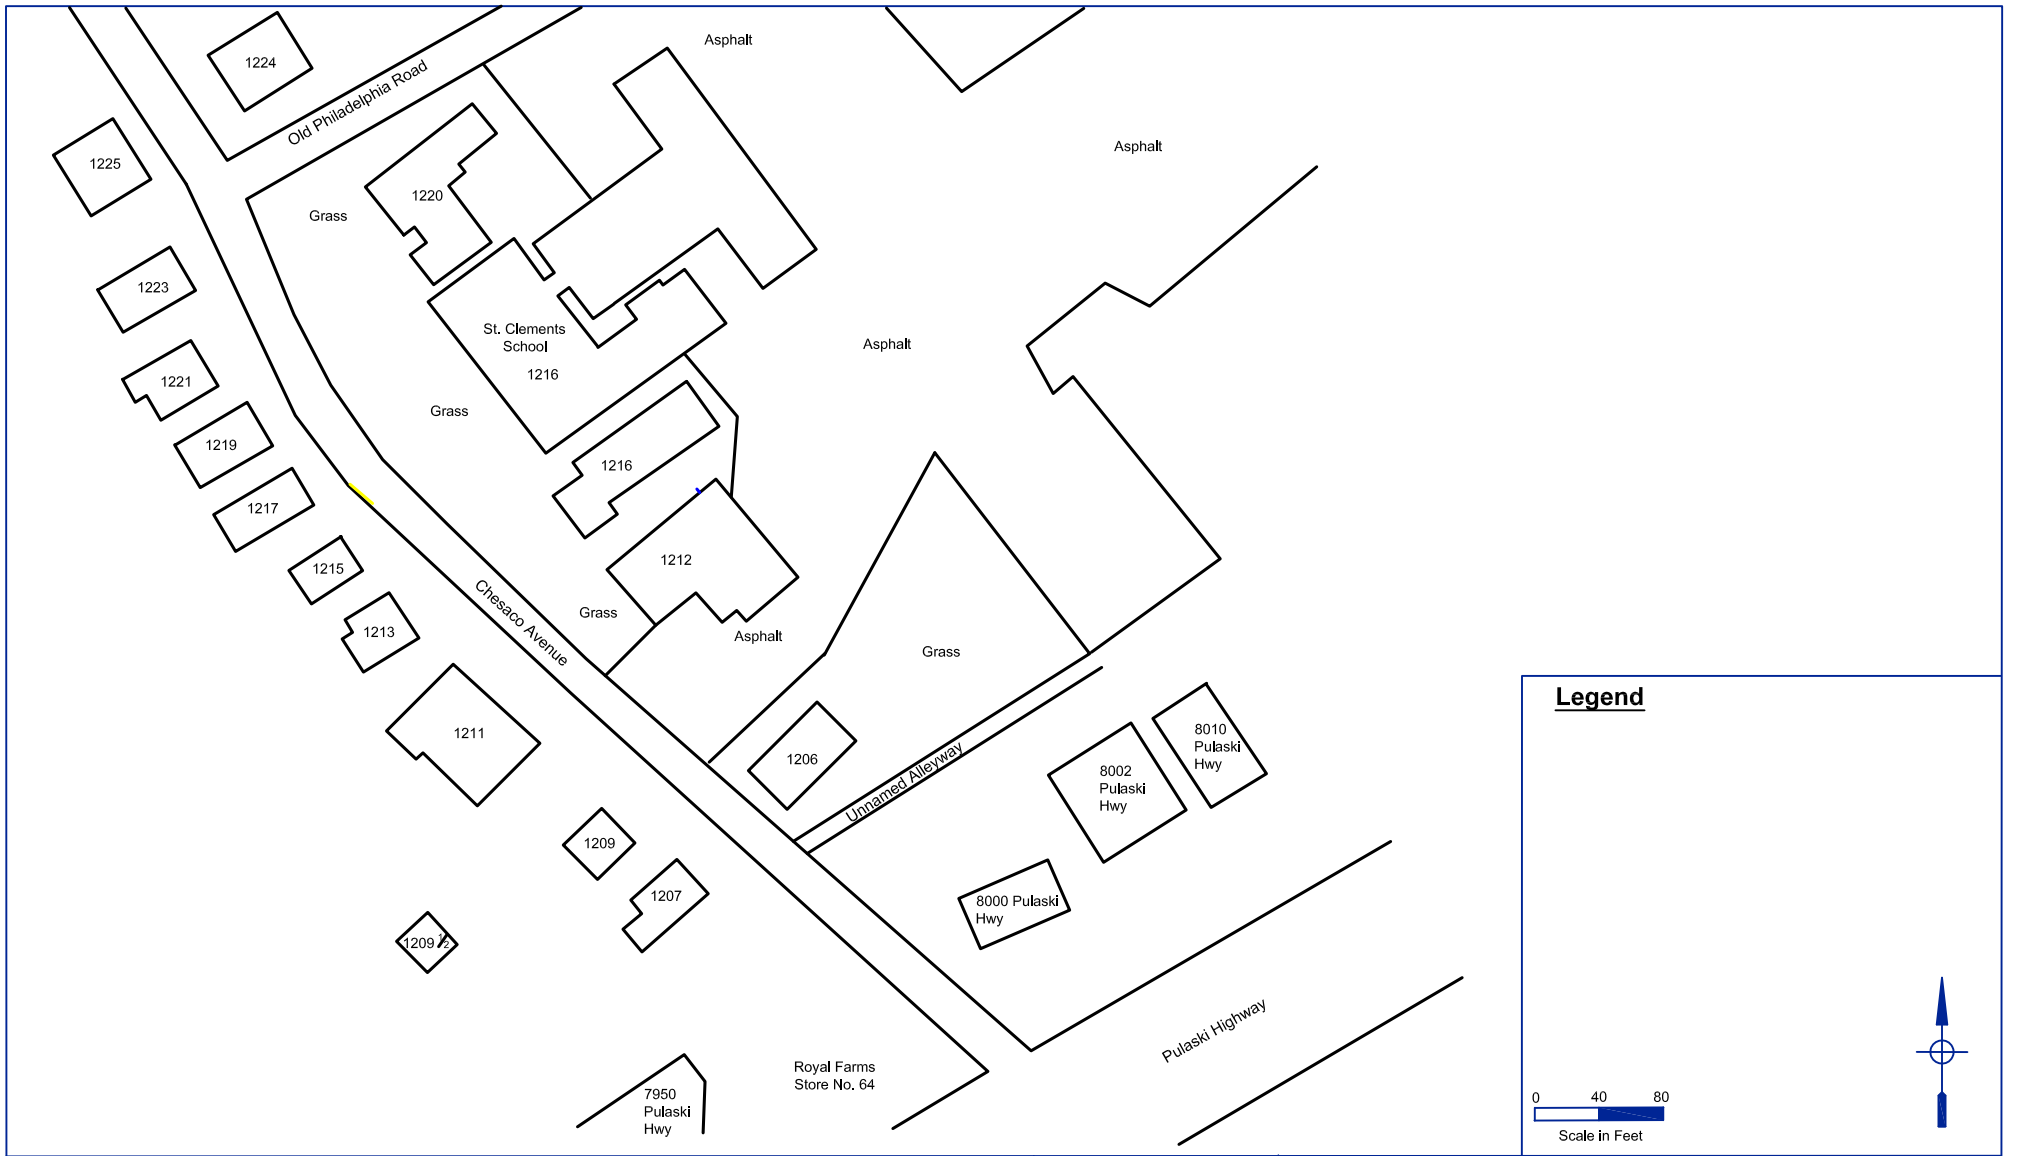 Asphalt
1224
Old Philadelphia Road
Asphalt
1225
1220
Grass
1223
St. Clements
School
1216
Asphalt
1221
Grass
1219
1216
1217
1212
1215
Chesaco Avenue
Grass
1213
Asphalt
Grass
1211
1206
Unnamed Alleyway
8010
Pulaski
Hwy
8002
Pulaski
Hwy
1209
1207
8000 Pulaski
Hwy
1209 ½
Pulaski Highway
Royal Farms
Store No. 64
7950
Pulaski
Hwy
Legend
0 40 80
Scale in Feet